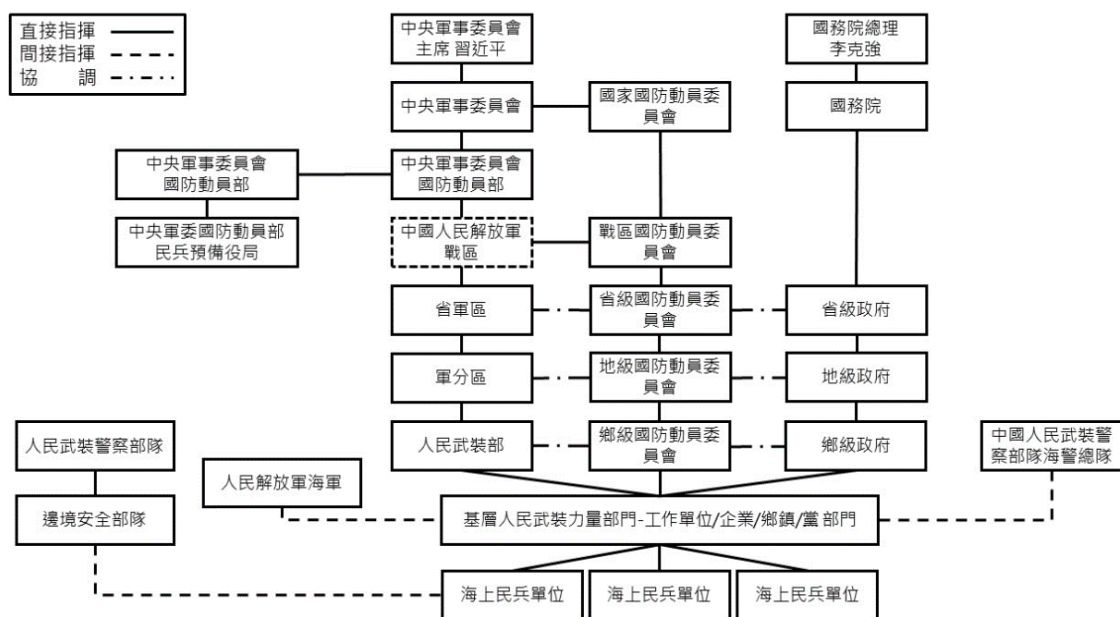 直接指揮
間接指揮
協 調
中央軍事委員會
主席 習近平
國務院總理
李克強
中央軍事委員會
國家國防動員委
員會
國務院
中央軍事委員會
國防動員部
中央軍事委員會
國防動員部
中央軍委國防動員部
民兵預備役局
中國人民解放軍
戰區
戰區國防動員委
員會
省軍區
省級國防動員委
員會
省級政府
軍分區
地級國防動員委
員會
地級政府
人民武裝警察部隊
人民武裝部
鄉級國防動員委
員會
鄉級政府
中國人民武裝警
察部隊海警總隊
人民解放軍海軍
邊境安全部隊
基層人民武裝力量部門-工作單位/企業/鄉鎮/黨 部門
海上民兵單位
海上民兵單位
海上民兵單位